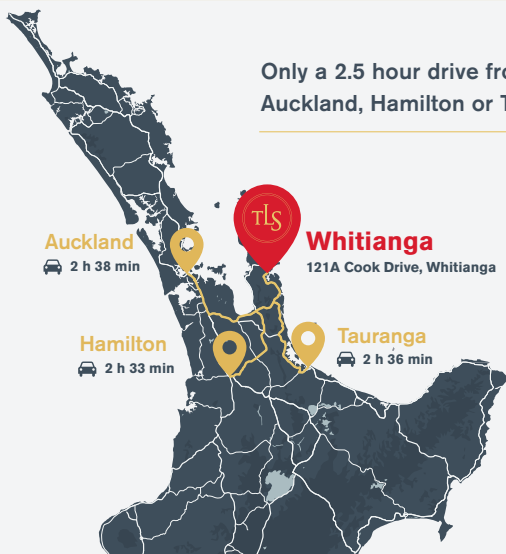 Only a 2.5 hour drive
Auckland, Hamilton or
TLS
Auckland
2 h 38 min
Whitianga
121A Cook Drive, Whitianga
Hamilton
2 h 33 min
Tauranga
2 h 36 min